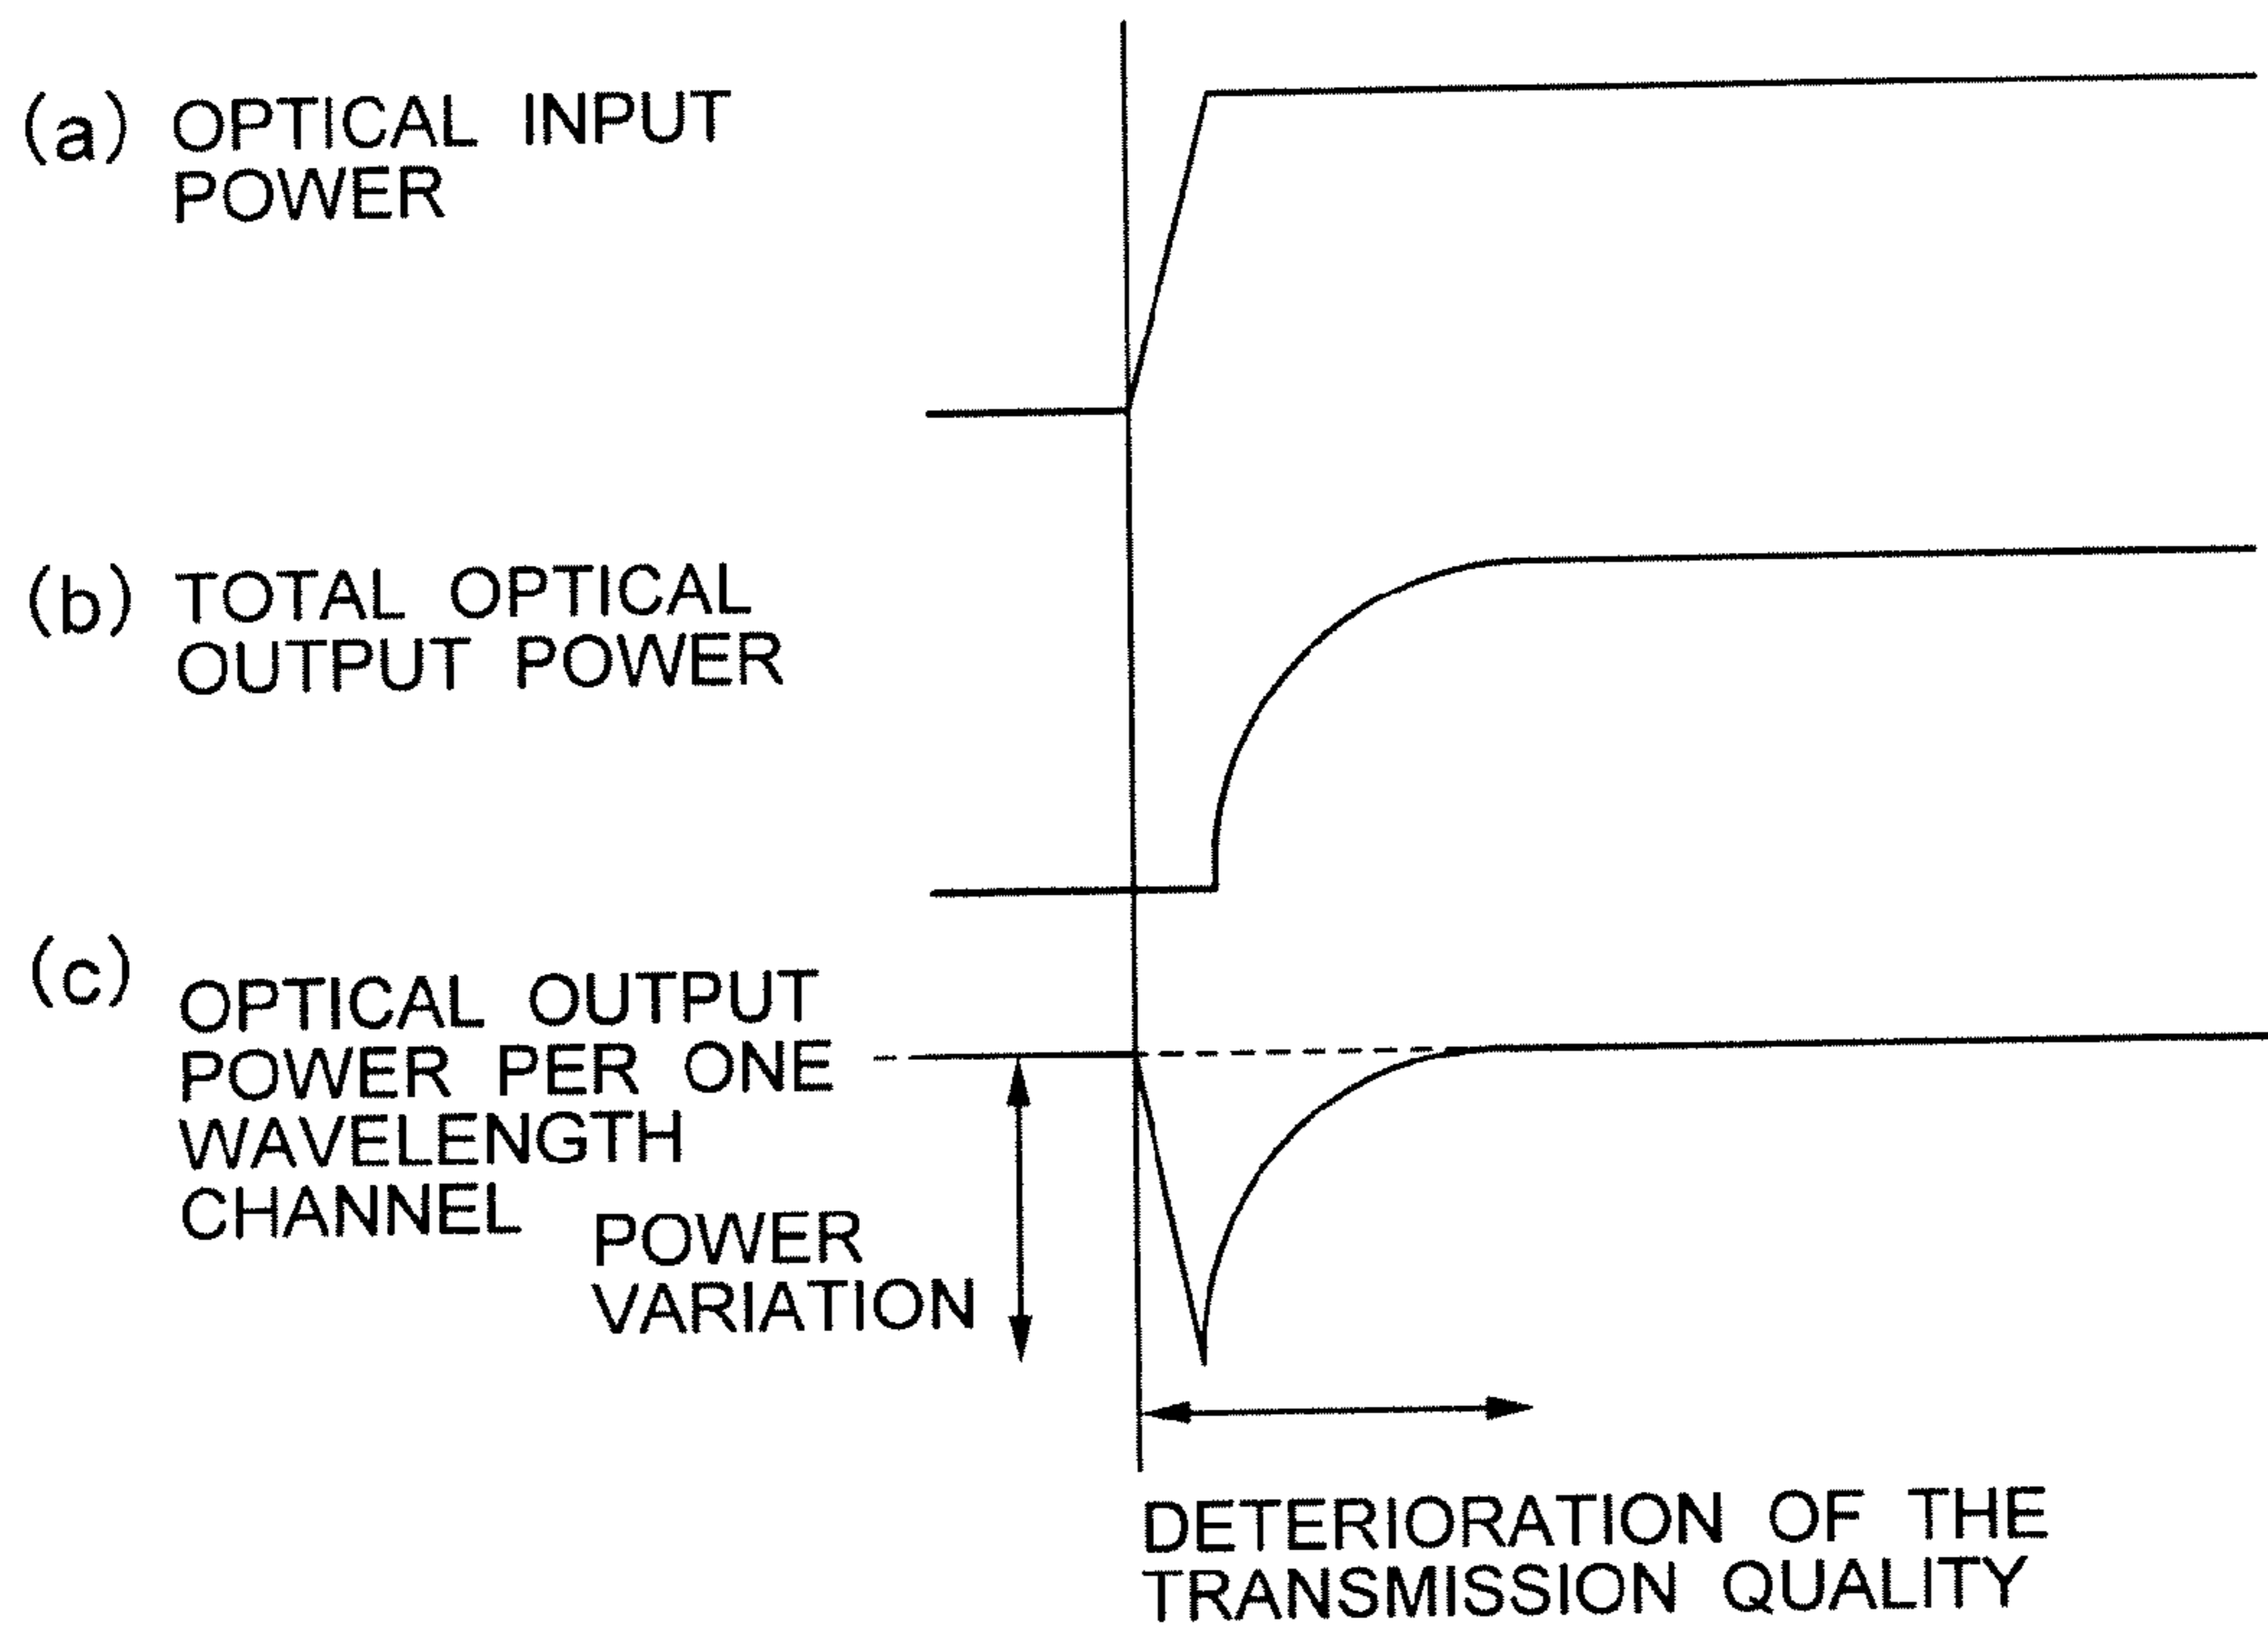 (a) OPTICAL INPUT
POWER
(b) TOTAL OPTICAL
OUTPUT POWER
(c) OPTICAL OUTPUT
POWER PER ONE
WAVELENGTH
CHANNEL
POWER
VARIATION
DETERIORATION OF THE
TRANSMISSION QUALITY